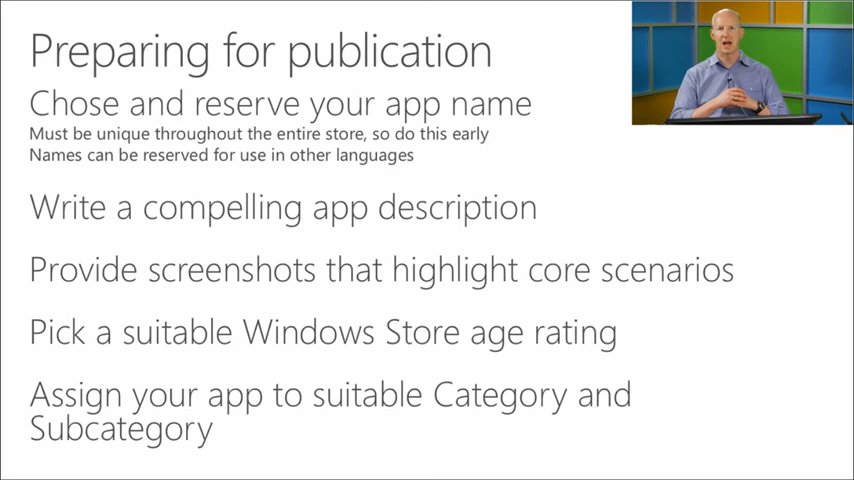 Preparing for publication
Chose and reserve your app name
Must be unique throughout the entire store, so do this early
Names can be reserved for use in other languages
Write a compelling app description
Provide screenshots that highlight core scenarios
Pick a suitable Windows Store age rating
Assign your app to suitable Category and
Subcategory